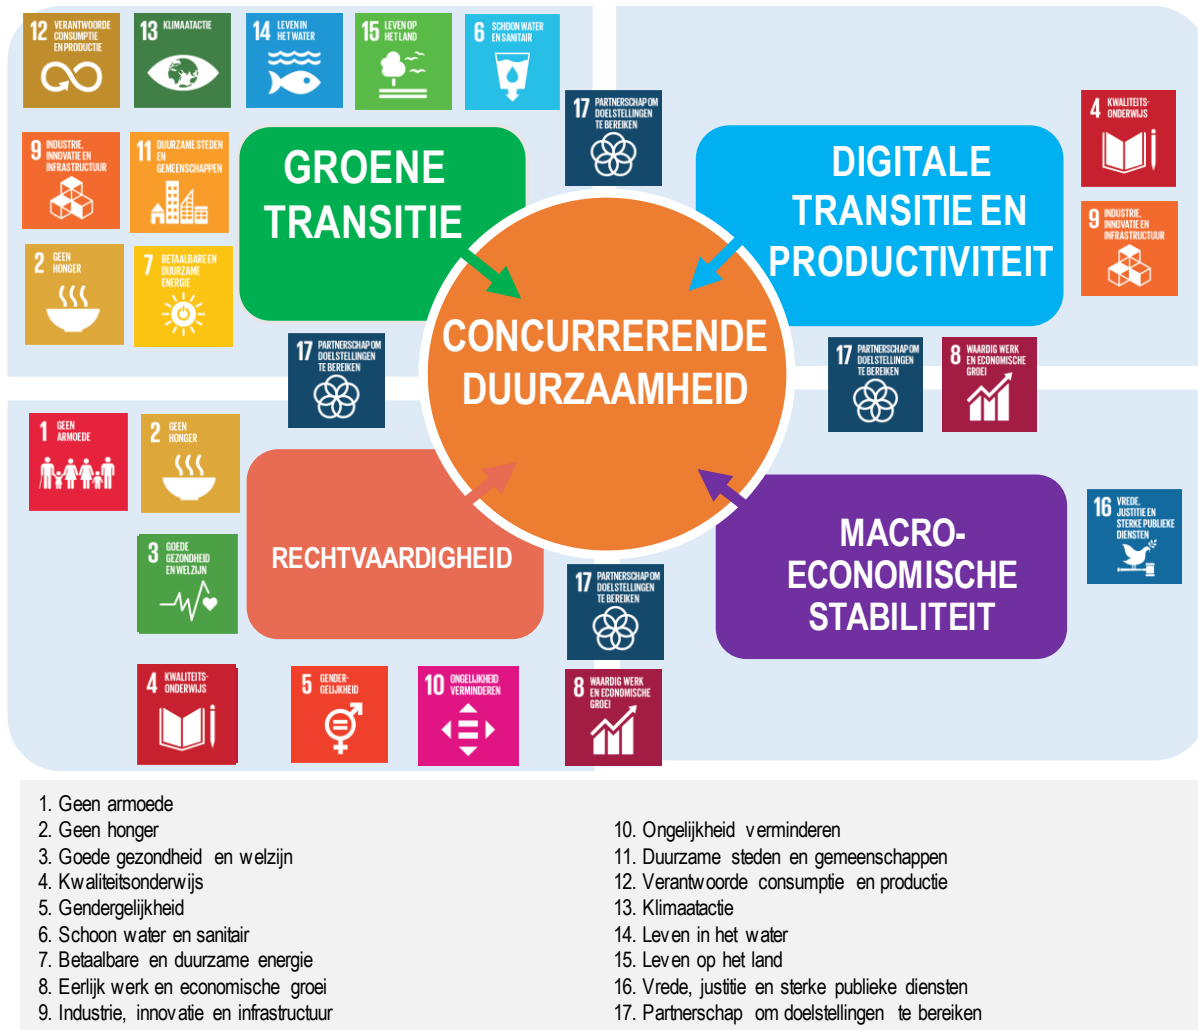 12 VERANTWOORDE
CONSUMPTIE
EN PRODUCTIE
13 KLIMAATACTIE
14 LEVEN IN
HET WATER
15 LEVEN OP
HET LAND
6 SCHOON WATER
EN SANITAIR
9 INDUSTRIE,
INNOVATIE EN
INFRASTRUCTUUR
11 DUURZAME STEDEN
EN
GEMEENSCHAPPEN
2 GEEN
HONGER
7 BETAALBARE EN
DUURZAME
ENERGIE
GROENE
TRANSITIE
17 PARTNERSCHAP OM
DOELSTELLINGEN
TE BEREIKEN
17 PARTNERSCHAP OM
DOELSTELLINGEN
TE BEREIKEN
DIGITALE
TRANSITIE EN
PRODUCTIVITEIT
4 KWALITEITS-
ONDERWIJS
9 INDUSTRIE,
INNOVATIE EN
INFRASTRUCTUUR
17 PARTNERSCHAP OM
DOELSTELLINGEN
TE BEREIKEN
8 WAARDIG WERK
EN ECONOMISCHE
GROEI
CONCURRERENDE
DUURZAAMHEID
1 GEEN
ARMOEDE
2 GEEN
HONGER
3 GOEDE
GEZONDHEID
EN WELZIJN
RECHTVAARDIGHEID
4 KWALITEITS-
ONDERWIJS
5 GENDER-
GELIJKHEID
10 ONGELIJKHEID
VERMINDEREN
17 PARTNERSCHAP OM
DOELSTELLINGEN
TE BEREIKEN
8 WAARDIG WERK
EN ECONOMISCHE
GROEI
MACRO-
ECONOMISCHE
STABILITEIT
16 VREDE,
JUSTITIE EN
STERKE PUBLIEKE
DIENSTEN
1. Geen armoede
2. Geen honger
3. Goede gezondheid en welzijn
4. Kwaliteitsonderwijs
5. Gendergelijkheid
6. Schoon water en sanitair
7. Betaalbare en duurzame energie
8. Eerlijk werk en economische groei
9. Industrie, innovatie en infrastructuur
10. Ongelijkheid verminderen
11. Duurzame steden en gemeenschappen
12. Verantwoorde consumptie en productie
13. Klimaatactie
14. Leven in het water
15. Leven op het land
16. Vrede, justitie en sterke publieke diensten
17. Partnerschap om doelstellingen te bereiken